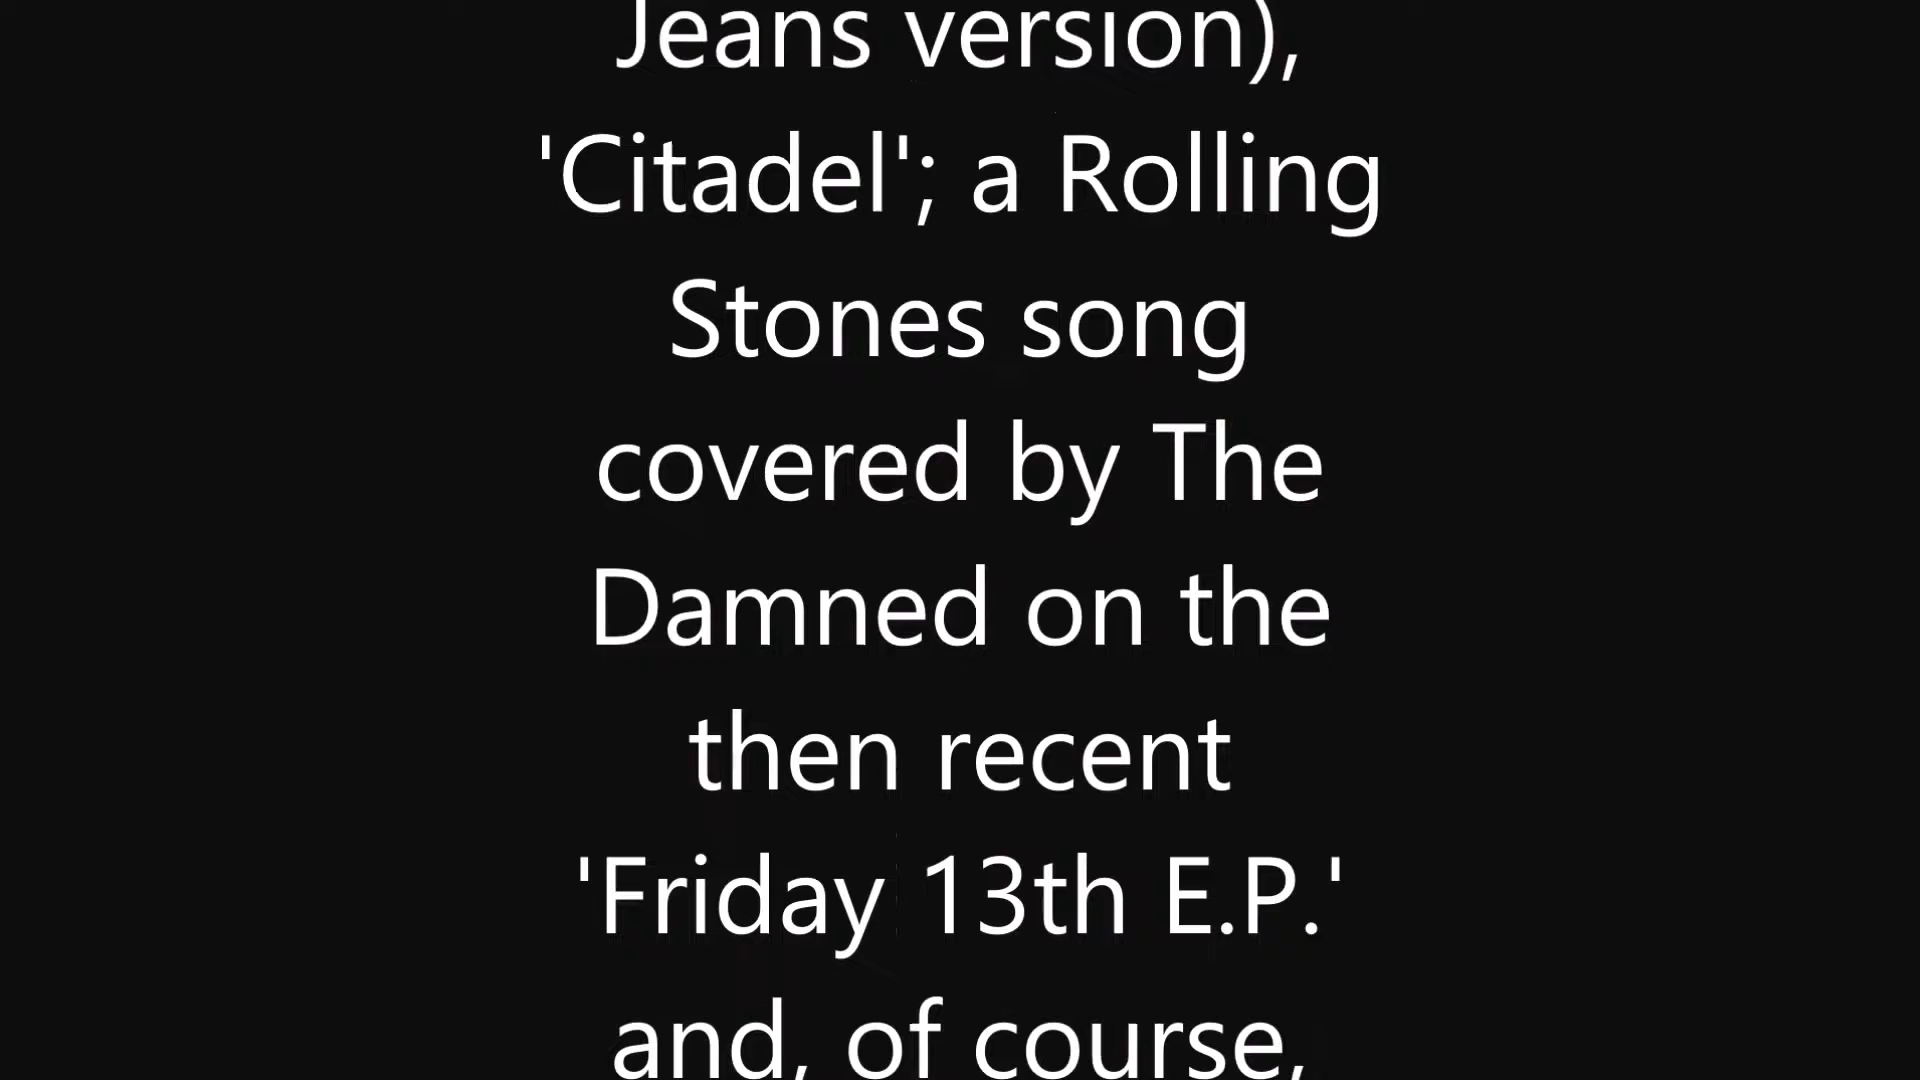 Jeans version),
'Citadel'; a Rolling
Stones song
covered by The
Damned on the
then recent
'Friday 13th E.P.'
and, of course,